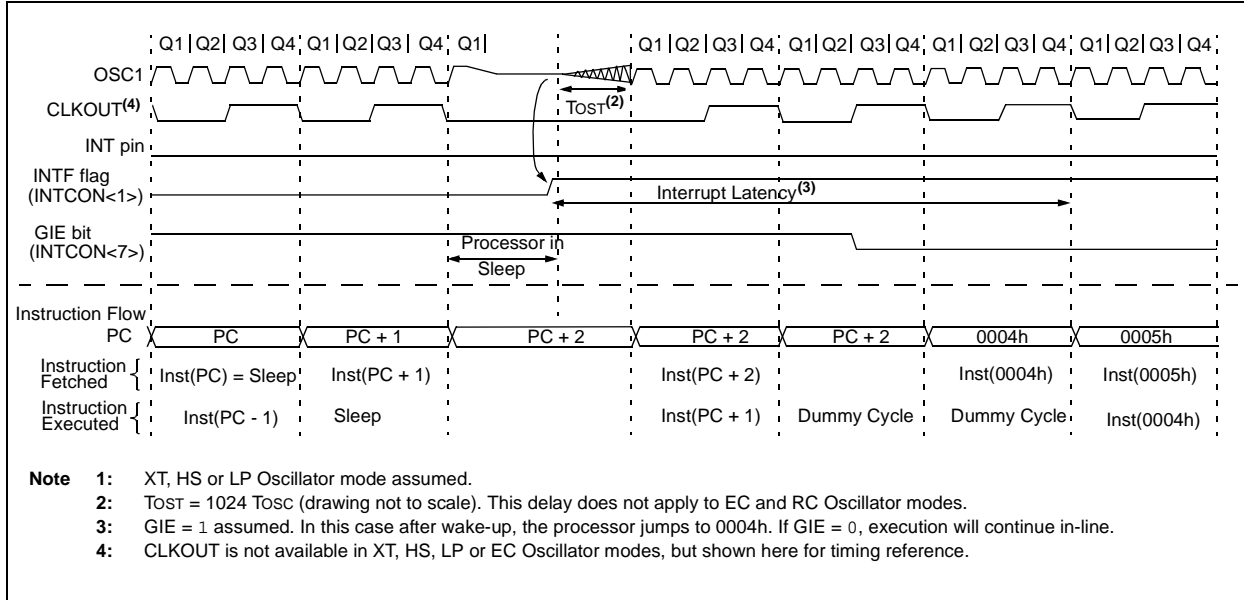 Q1 Q2 Q3 Q4 Q1 Q2 Q3 Q4 Q1 Q1 Q2 Q3 Q4 Q1 Q2 Q3 Q4 Q1 Q2 Q3 Q4 Q1 Q2 Q3 Q4
OSC1
TOST(2)
CLKOUT(4)
INT pin
INTF flag
(INTCON<1>)
Interrupt Latency(3)
GIE bit
(INTCON<7>)
Processor in
Sleep
Instruction Flow
PC PC PC + 1 PC + 2 PC + 2 PC + 2 0004h 0005h
Instruction
Fetched
Inst(PC) = Sleep Inst(PC + 1) Inst(PC + 2) Inst(0004h) Inst(0005h)
Instruction
Executed
Inst(PC - 1) Sleep Inst(PC + 1) Dummy Cycle Dummy Cycle Inst(0004h)
Note 1: XT, HS or LP Oscillator mode assumed.
2: TOST = 1024 TOSC (drawing not to scale). This delay does not apply to EC and RC Oscillator modes.
3: GIE = 1 assumed. In this case after wake-up, the processor jumps to 0004h. If GIE = 0, execution will continue in-line.
4: CLKOUT is not available in XT, HS, LP or EC Oscillator modes, but shown here for timing reference.